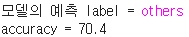 모델의 예측 label = others
accuracy = 70.4